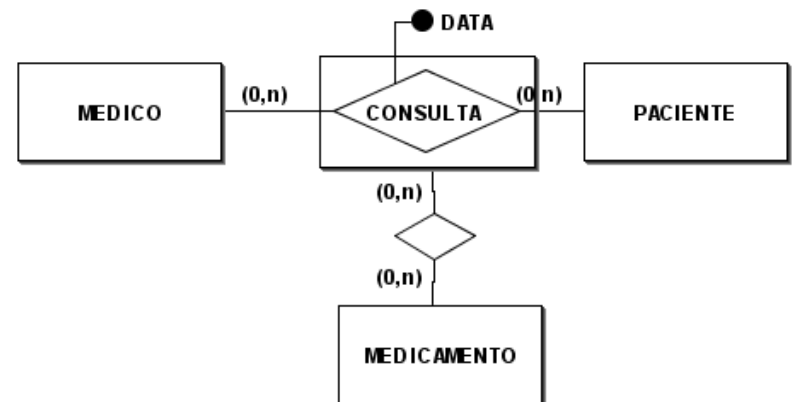 DATA
MEDICO
(0,n)
CONSULTA
(0,n)
PACIENTE
(0,n)
(0,n)
MEDICAMENTO